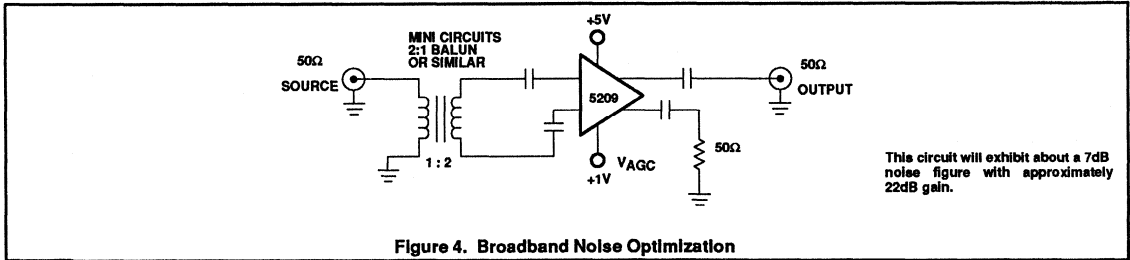 +5V
MINI CIRCUITS
2:1 BALUN
OR SIMILAR
50Ω
SOURCE
50Ω
OUTPUT
5209
50Ω
1 : 2
VAGC
+1V
This circuit will exhibit about a 7dB
noise figure with approximately
22dB gain.
Figure 4. Broadband Noise Optimization